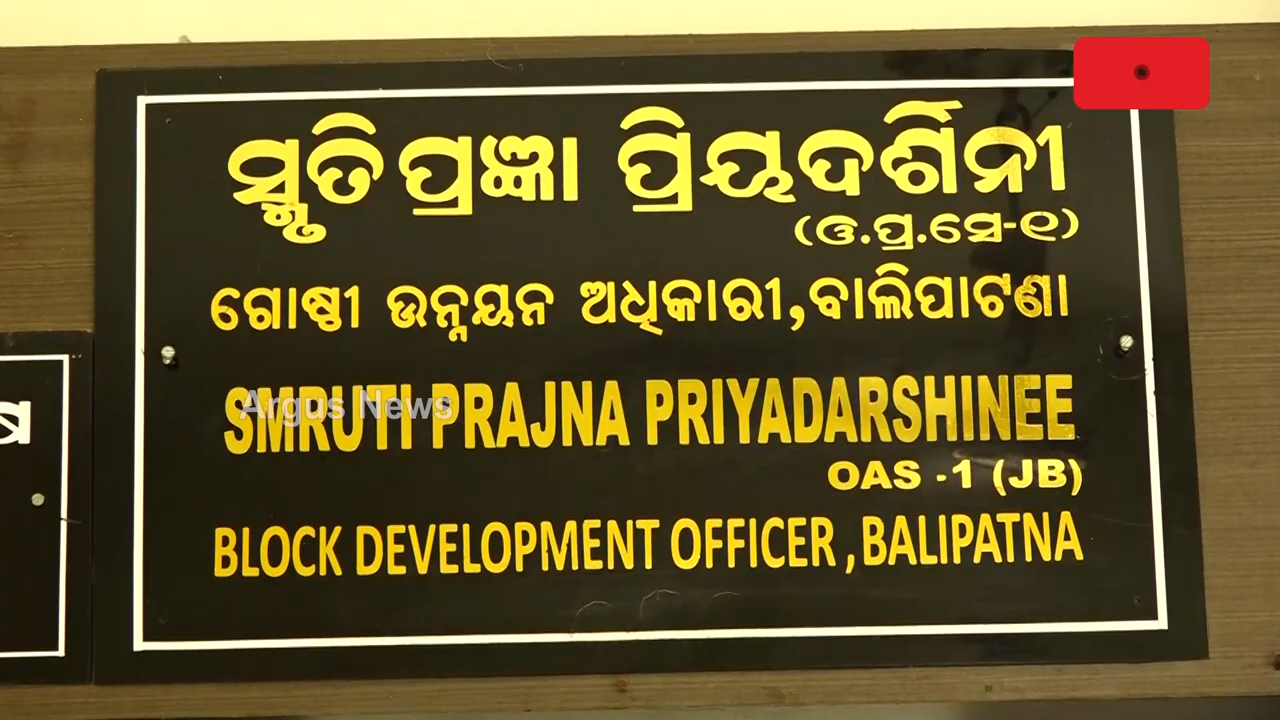 ସ୍ମୃତି ପ୍ରଜ୍ଞା ପ୍ରିୟଦର୍ଶିନୀ
(ଓ.ପ୍ର.ସେ-୧)
ଗୋଷ୍ଠୀ ଉନ୍ନୟନ ଅଧିକାରୀ,ବାଲିପାଟଣା
SMRUTI PRAJNA PRIYADARSHINEE
Argus News
OAS -1 (JB)
BLOCK DEVELOPMENT OFFICER ,BALIPATNA